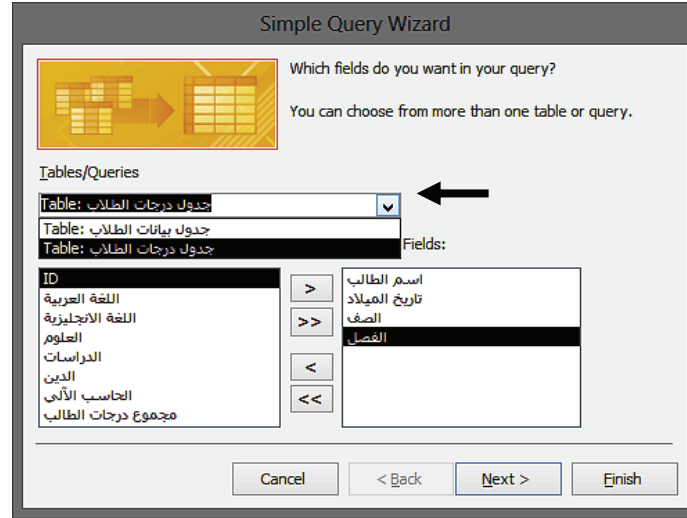 Simple Query Wizard
Which fields do you want in your query?
You can choose from more than one table or query.
Tables/Queries
Table: جدول درجات الطلاب
Table: جدول بيانات الطلاب
Table: جدول درجات الطلاب
Fields:
ID
اللغة العربية
اللغة الانجليزية
العلوم
الدراسات
الدين
الحاسب الآلى
مجموع درجات الطالب
>
>>
<
<<
اسم الطالب
تاريخ الميلاد
الصف
الفصل
Cancel
< Back
Next >
Finish